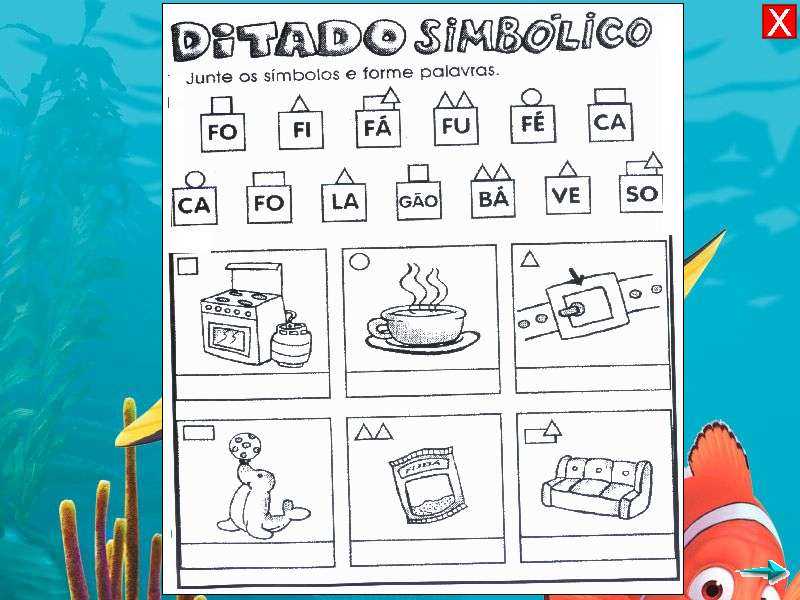 DITADO SIMBÓLICO
Junte os símbolos e forme palavras.
FO FI FÁ FU FÉ CA
CA FO LA GÃO BÁ VE SO
FUBÁ
X